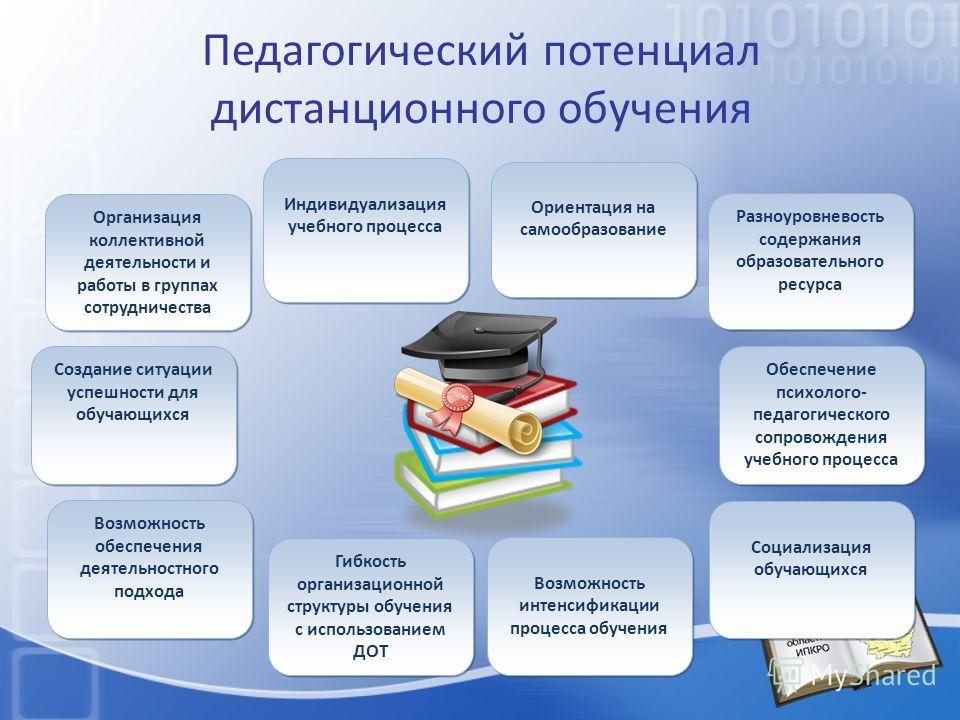 1010101010
101010101
Педагогический потенциал
дистанционного обучения
Организация
коллективной
деятельности и
работы в группах
сотрудничества
Индивидуализация
учебного процесса
Ориентация на
самообразование
Разноуровневость
содержания
образовательного
ресурса
Создание ситуации
успешности для
обучающихся
Обеспечение
психолого-
педагогического
сопровождения
учебного процесса
Возможность
обеспечения
деятельностного
подхода
Гибкость
организационной
структуры обучения
с использованием
ДОТ
Возможность
интенсификации
процесса обучения
Социализация
обучающихся
ИПКРО
MyShared